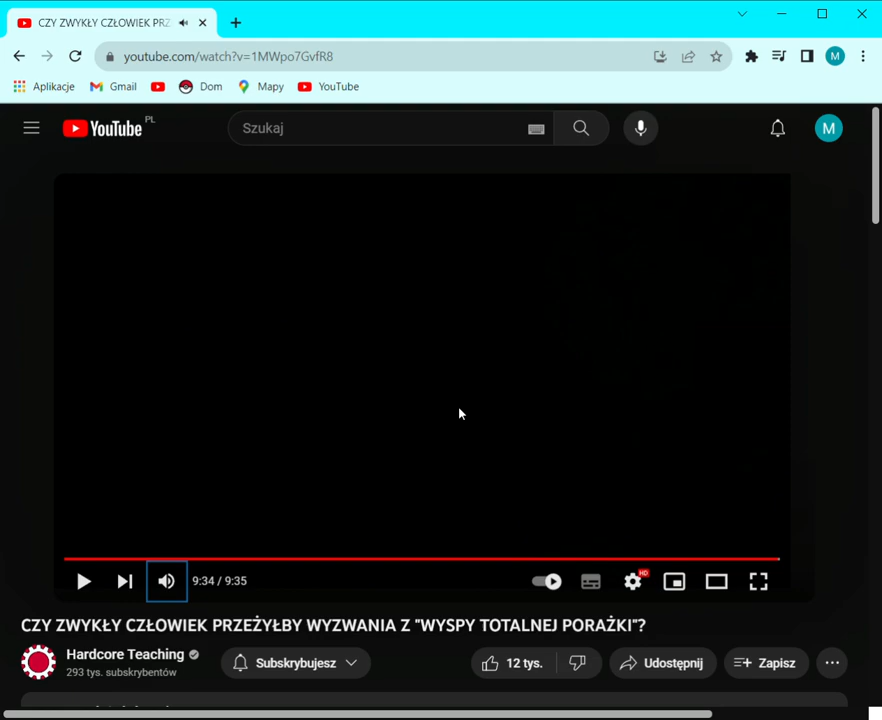 CZY ZWYKŁY CZŁOWIEK PRZ
youtube.com/watch?v=1MWpo7GvfR8
M
Aplikacje
Gmail
Dom
Mapy
YouTube
YouTube PL
Szukaj
M
9:34 / 9:35
HD
CZY ZWYKŁY CZŁOWIEK PRZEŻYŁBY WYZWANIA Z "WYSPY TOTALNEJ PORAŻKI"?
Hardcore Teaching
293 tys. subskrybentów
Subskrybujesz
12 tys.
Udostępnij
Zapisz